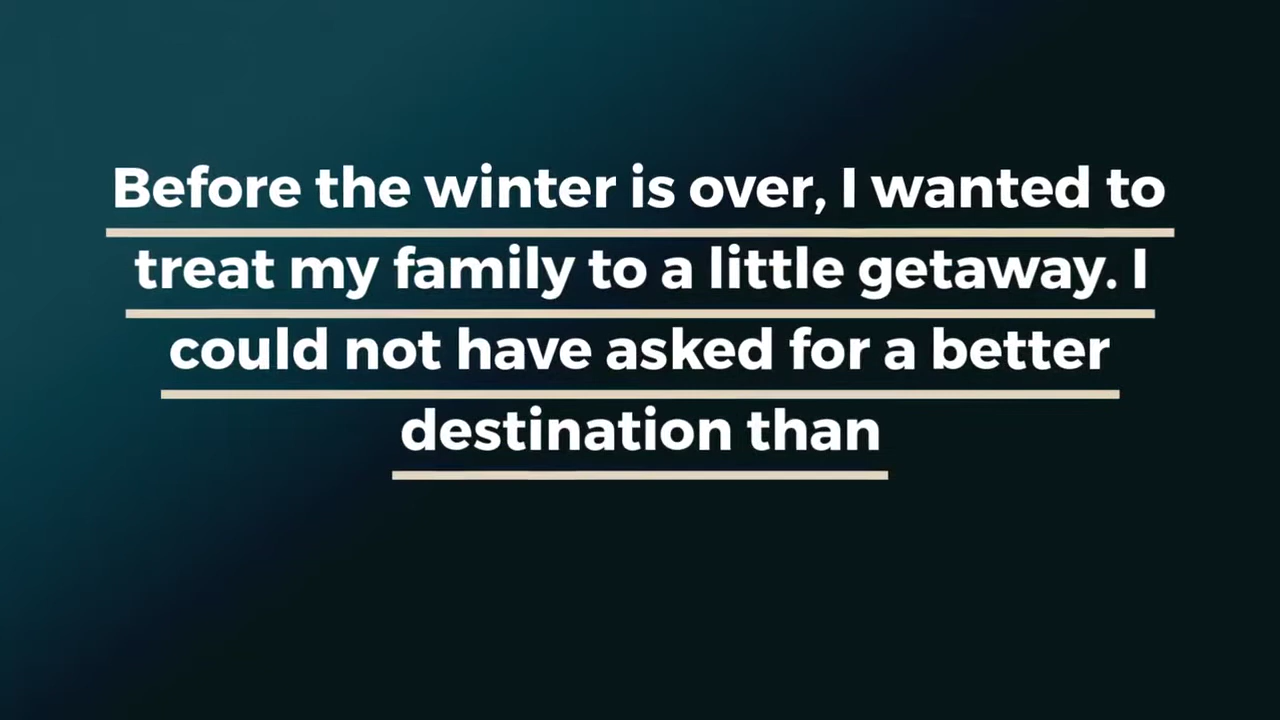 Before the winter is over, I wanted to
treat my family to a little getaway. I
could not have asked for a better
destination than